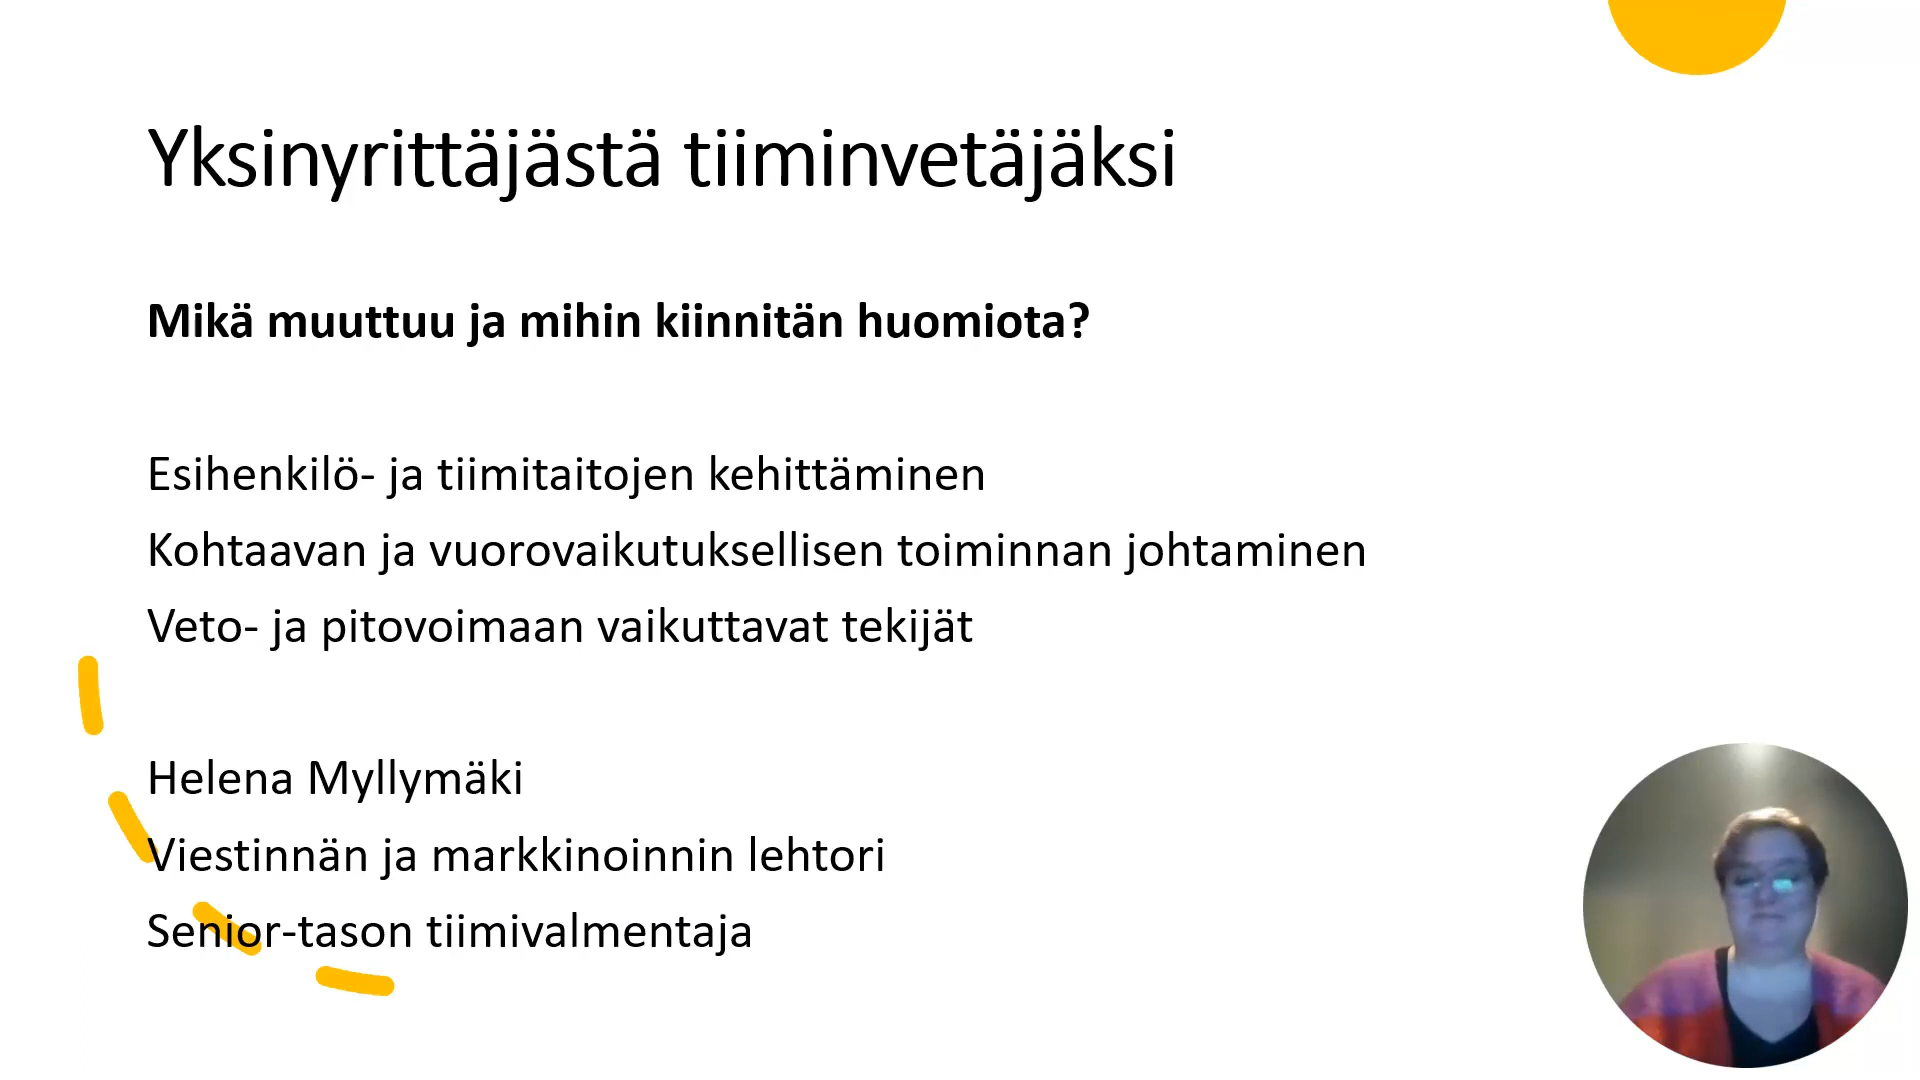 Yksinyrittäjästä tiiminvetäjäksi
Mikä muuttuu ja mihin kiinnitän huomiota?
Esihenkilö- ja tiimitaitojen kehittäminen
Kohtaavan ja vuorovaikutuksellisen toiminnan johtaminen
Veto- ja pitovoimaan vaikuttavat tekijät
Helena Myllymäki
Viestinnän ja markkinoinnin lehtori
Senior-tason tiimivalmentaja